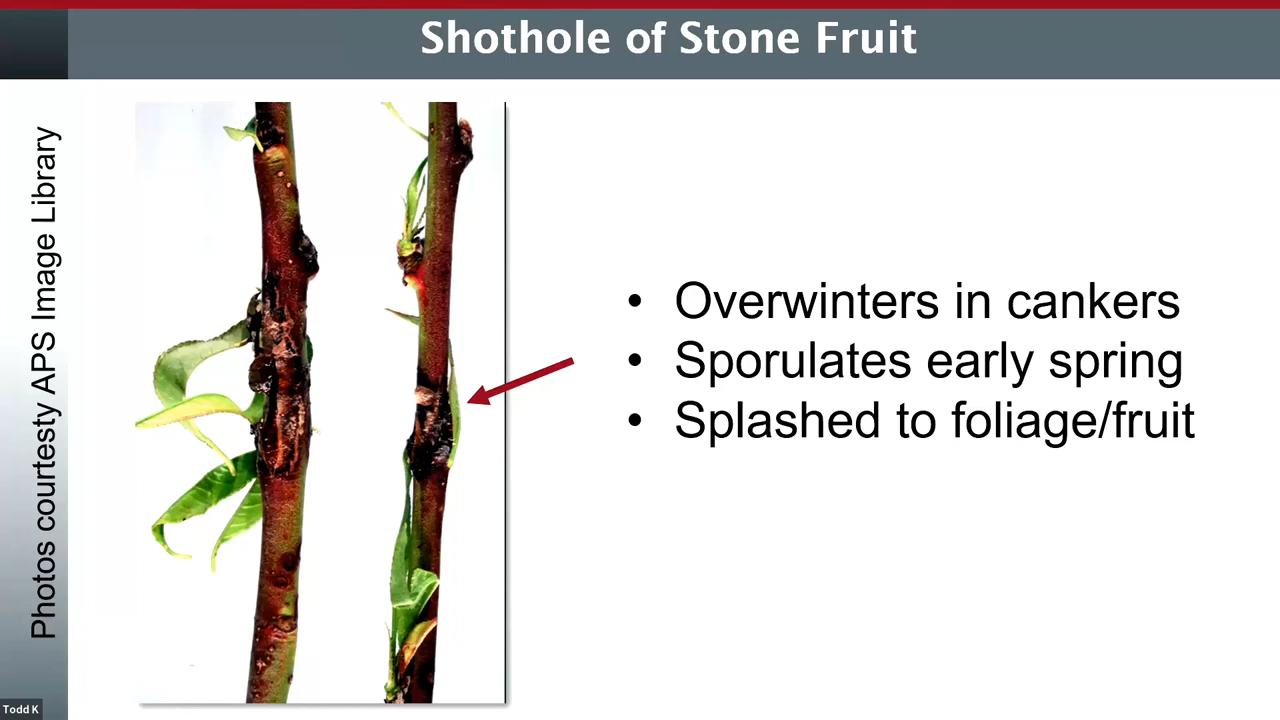 Shothole of Stone Fruit
Photos courtesty APS Image Library
• Overwinters in cankers
• Sporulates early spring
• Splashed to foliage/fruit
Todd K